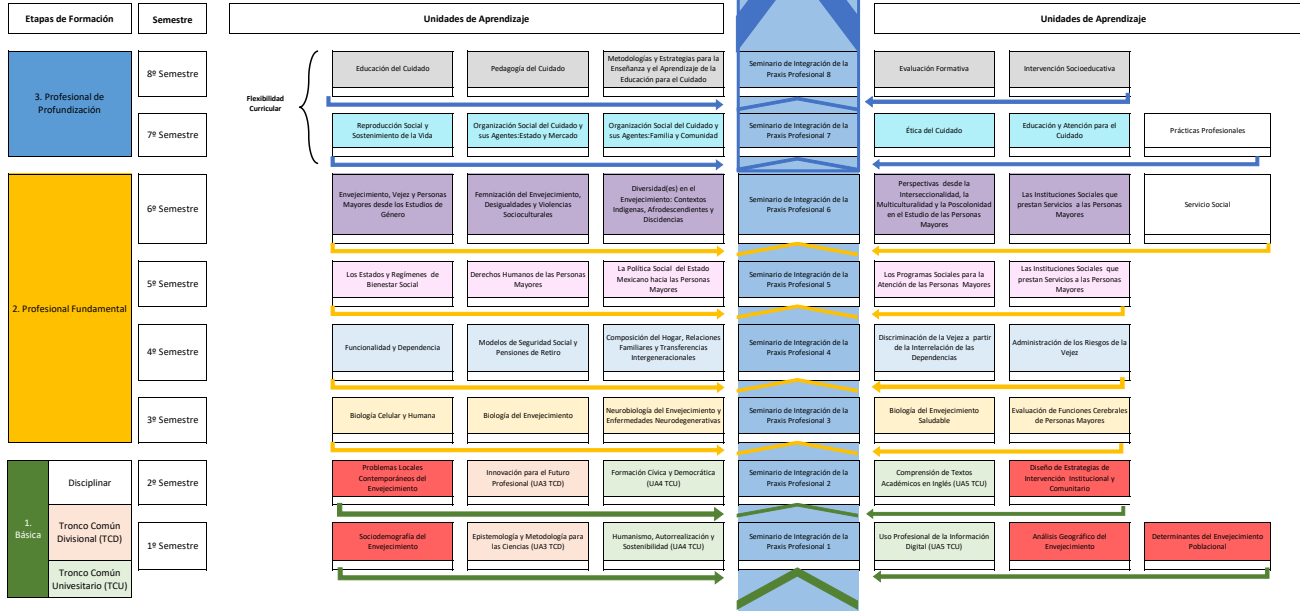 Etapas de Formación
Semestre
Unidades de Aprendizaje
Unidades de Aprendizaje
3. Profesional de
Profundización
8º Semestre
Flexibilidad
Curricular
Educación del Cuidado
Pedagogía del Cuidado
Metodologías y Estrategias para la
Enseñanza y el Aprendizaje de la
Educación para el Cuidado
Seminario de Integración de la
Praxis Profesional 8
Evaluación Formativa
Intervención Socioeducativa
7º Semestre
Reproducción Social y
Sostenimiento de la Vida
Organización Social del Cuidado y
sus Agentes:Estado y Mercado
Organización Social del Cuidado y
sus Agentes:Familia y Comunidad
Seminario de Integración de la
Praxis Profesional 7
Ética del Cuidado
Educación y Atención para el
Cuidado
Prácticas Profesionales
2. Profesional Fundamental
6º Semestre
Envejecimiento, Vejez y Personas
Mayores desde los Estudios de
Género
Femnización del Envejecimiento,
Desigualdades y Violencias
Socioculturales
Diversidad(es) en el
Envejecimiento: Contextos
Indigenas, Afrodescendientes y
Discidencias
Seminario de Integración de la
Praxis Profesional 6
Perspectivas desde la
Interseccionalidad, la
Multiculturalidad y la Poscolonidad
en el Estudio de las Personas
Mayores
Las Instituciones Sociales que
prestan Servicios a las Personas
Mayores
Servicio Social
5º Semestre
Los Estados y Regímenes de
Bienestar Social
Derechos Humanos de las Personas
Mayores
La Política Social del Estado
Mexicano hacia las Personas
Mayores
Seminario de Integración de la
Praxis Profesional 5
Los Programas Sociales para la
Atención de las Personas Mayores
Las Instituciones Sociales que
prestan Servicios a las Personas
Mayores
4º Semestre
Funcionalidad y Dependencia
Modelos de Seguridad Social y
Pensiones de Retiro
Composición del Hogar, Relaciones
Familiares y Transferencias
Intergeneracionales
Seminario de Integración de la
Praxis Profesional 4
Discriminación de la Vejez a partir
de la Interrelación de las
Dependencias
Administración de los Riesgos de la
Vejez
3º Semestre
Biología Celular y Humana
Biología del Envejecimiento
Neurobiología del Envejecimiento y
Enfermedades Neurodegenerativas
Seminario de Integración de la
Praxis Profesional 3
Biología del Envejecimiento
Saludable
Evaluación de Funciones Cerebrales
de Personas Mayores
1.
Básica
Disciplinar
2º Semestre
Problemas Locales
Contemporáneos del
Envejecimiento
Innovación para el Futuro
Profesional (UA3 TCD)
Formación Cívica y Democrática
(UA4 TCU)
Seminario de Integración de la
Praxis Profesional 2
Comprensión de Textos
Académicos en Inglés (UA5 TCU)
Diseño de Estrategias de
Intervención Institucional y
Comunitario
Tronco Común
Divisional (TCD)
1º Semestre
Sociodemografía del
Envejecimiento
Epistemología y Metodología para
las Ciencias (UA3 TCD)
Humanismo, Autorrealización y
Sostenibilidad (UA4 TCU)
Seminario de Integración de la
Praxis Profesional 1
Uso Profesional de la Información
Digital (UA5 TCU)
Análisis Geográfico del
Envejecimiento
Determinantes del Envejecimiento
Poblacional
Tronco Común
Univesitario (TCU)